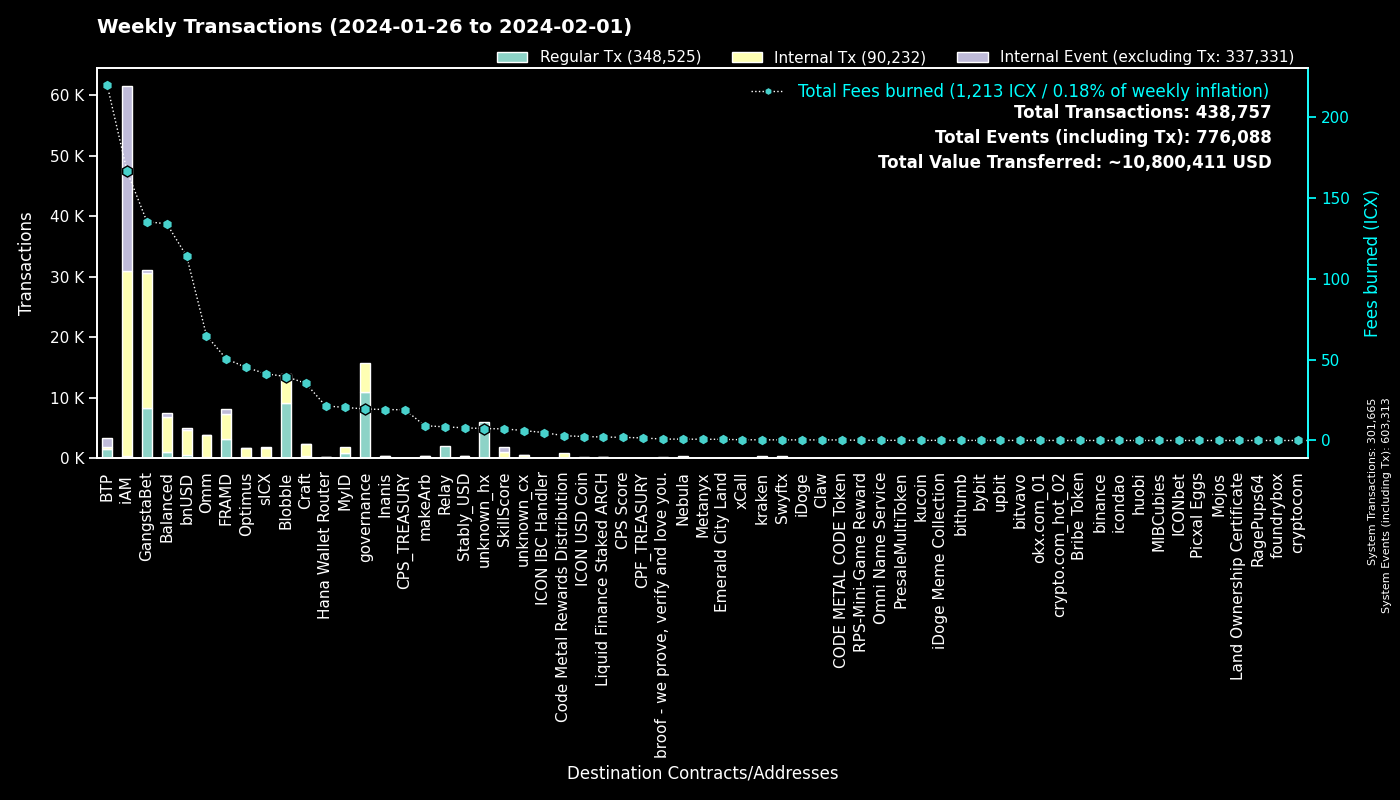 Weekly Transactions (2024-01-26 to 2024-02-01)
Regular Tx (348,525)
Internal Tx (90,232)
Internal Event (excluding Tx: 337,331)
Total Fees burned (1,213 ICX / 0.18% of weekly inflation)
Total Transactions: 438,757
Total Events (including Tx): 776,088
Total Value Transferred: ~10,800,411 USD
Transactions
60 K
50 K
40 K
30 K
20 K
10 K
0 K
200
150
100
50
0
Fees burned (ICX)
System Transactions: 301,665
System Events (including Tx): 603,313
BTP
iAM
GangstaBet
Balanced
bnUSD
Omm
FRAMD
Optimus
sICX
Blobble
Craft
Hana Wallet Router
MyID
governance
Inanis
CPS_TREASURY
makeArb
Relay
Stably_USD
unknown_hx
SkillScore
unknown_cx
ICON IBC Handler
Code Metal Rewards Distribution
ICON USD Coin
Liquid Finance Staked ARCH
CPS Score
CPF_TREASURY
broof - we prove, verify and love you.
Nebula
Metanyx
Emerald City Land
xCall
kraken
Swyftx
iDoge
Claw
CODE METAL CODE Token
RPS-Mini-Game Reward
Omni Name Service
PresaleMultiToken
kucoin
iDoge Meme Collection
bithumb
bybit
upbit
bitvavo
okx.com_01
crypto.com_hot_02
Bribe Token
binance
icondao
huobi
MIBCubies
ICONbet
Picxal Eggs
Mojos
Land Ownership Certificate
RagePups64
foundrybox
cryptocom
Destination Contracts/Addresses